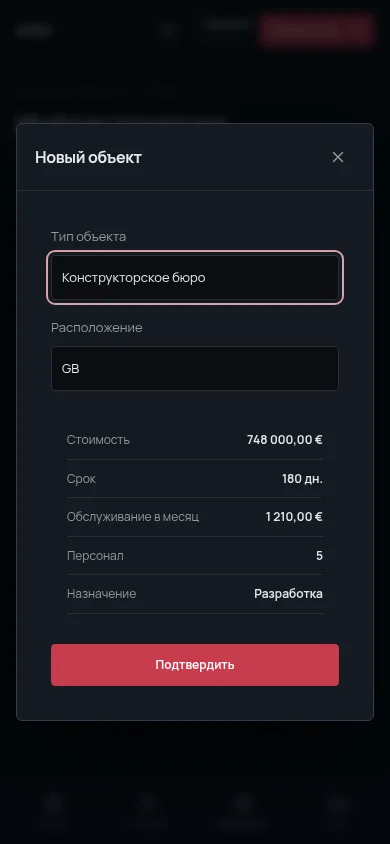 Новый объект
Тип объекта
Конструкторское бюро
Расположение
GB
Стоимость 748 000,00 €
Срок 180 дн.
Обслуживание в месяц 1 210,00 €
Персонал 5
Назначение Разработка
Подтвердить